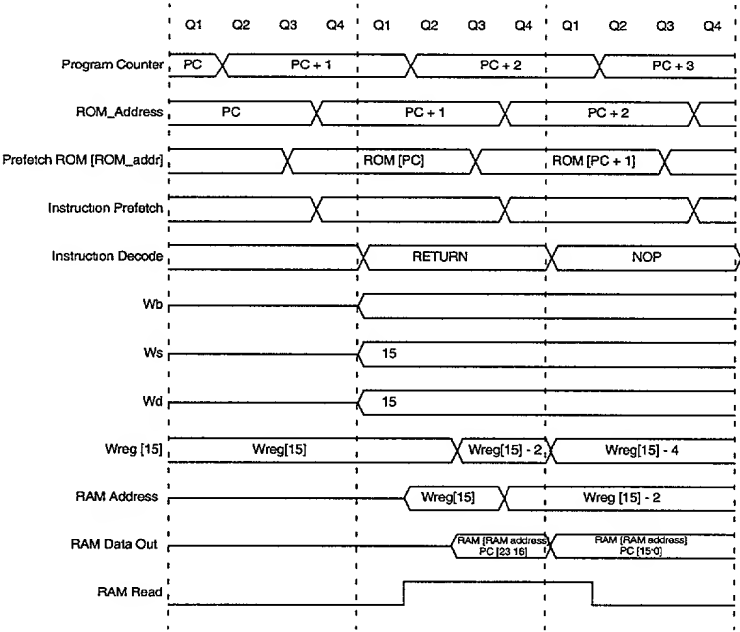 Q1 Q2 Q3 Q4 Q1 Q2 Q3 Q4 Q1 Q2 Q3 Q4
Program Counter PC PC + 1 PC + 2 PC + 3
ROM_Address PC PC + 1 PC + 2
Prefetch ROM [ROM_addr] ROM [PC] ROM [PC + 1]
Instruction Prefetch
Instruction Decode RETURN NOP
Wb
Ws 15
Wd 15
Wreg [15] Wreg[15] Wreg[15] - 2 Wreg[15] - 4
RAM Address Wreg[15] Wreg [15] - 2
RAM Data Out RAM [RAM address] PC [23 16] RAM [RAM address] PC [15:0]
RAM Read